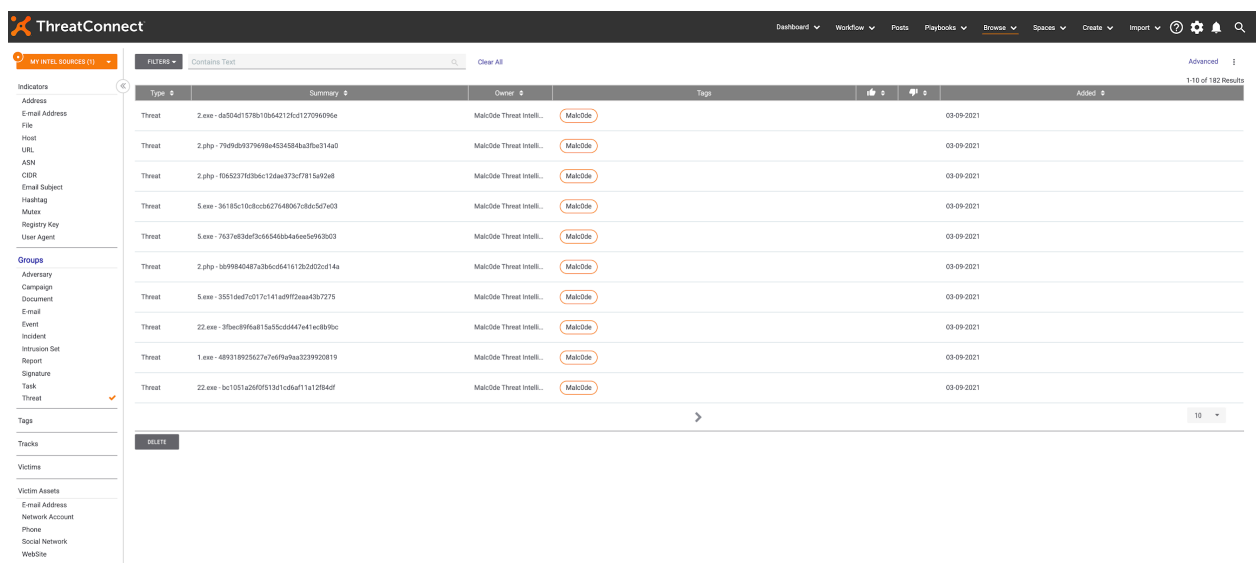 ThreatConnect
Dashboard Workflow Posts Playbooks Browse Spaces Create Import
MY INTEL SOURCES (1)
FILTERS Contains Text Clear All Advanced
1-10 of 182 Results
Indicators
Address
E-mail Address
File
Host
URL
ASN
CIDR
Email Subject
Hashtag
Mutex
Registry Key
User Agent
Groups
Adversary
Campaign
Document
E-mail
Event
Incident
Intrusion Set
Report
Signature
Task
Threat
Tags
Tracks
Victims
Victim Assets
E-mail Address
Network Account
Phone
Social Network
WebSite
Type Summary Owner Tags Added
Threat 2.exe - da504d1578b10b64212fcd127096096e Malc0de Threat Intelli... Malc0de 03-09-2021
Threat 2.php - 79d9db9379698e4534584ba3fbe314a0 Malc0de Threat Intelli... Malc0de 03-09-2021
Threat 2.php - f065237fd3b6c12dae373cf7815a92e8 Malc0de Threat Intelli... Malc0de 03-09-2021
Threat 5.exe - 36185c10c8ccb627648067c8dc5d7e03 Malc0de Threat Intelli... Malc0de 03-09-2021
Threat 5.exe - 7637e83def3c66546bb4a6ee5e963b03 Malc0de Threat Intelli... Malc0de 03-09-2021
Threat 2.php - bb99840487a3b6cd641612b2d02cd14a Malc0de Threat Intelli... Malc0de 03-09-2021
Threat 5.exe - 3551ded7c017c141ad9ff2eaa43b7275 Malc0de Threat Intelli... Malc0de 03-09-2021
Threat 22.exe - 3fbec89f6a815a55cdd447e41ec8b9bc Malc0de Threat Intelli... Malc0de 03-09-2021
Threat 1.exe - 489318925627e7e6f9a9aa3239920819 Malc0de Threat Intelli... Malc0de 03-09-2021
Threat 22.exe - bc1051a26f0f513d1cd6af11a12f84df Malc0de Threat Intelli... Malc0de 03-09-2021
10
DELETE